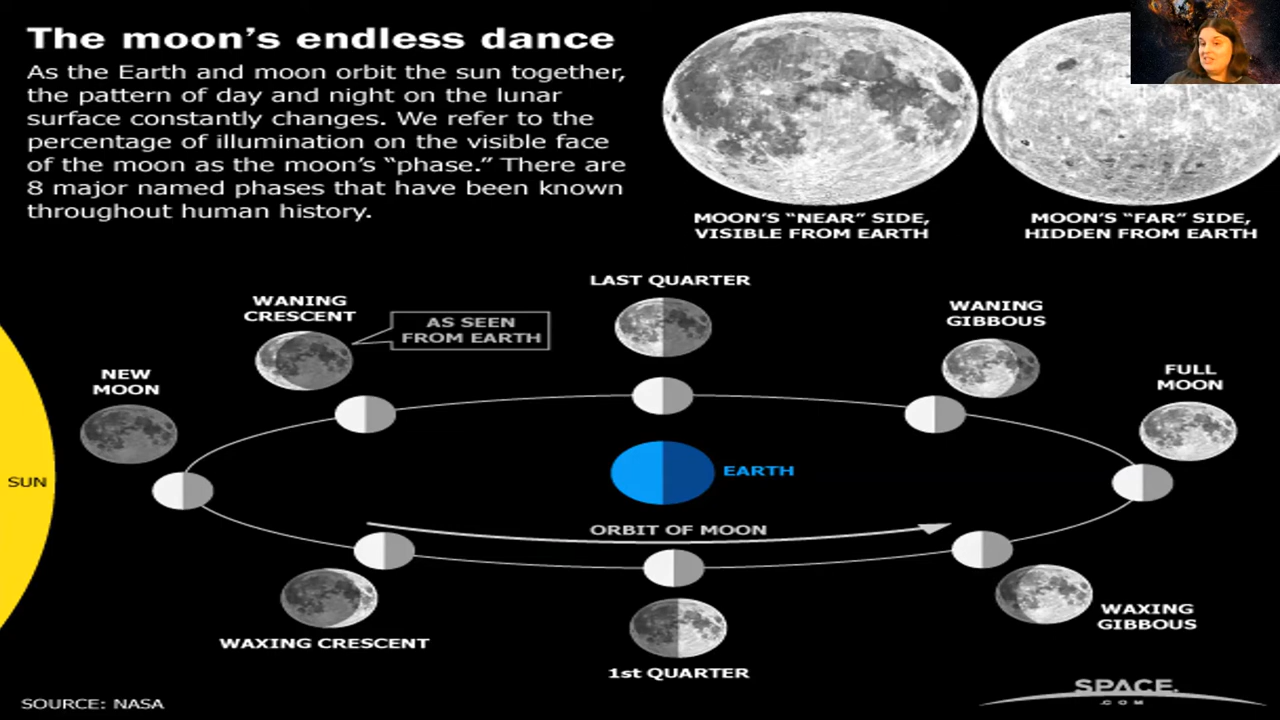 The moon's endless dance
As the Earth and moon orbit the sun together,
the pattern of day and night on the lunar
surface constantly changes. We refer to the
percentage of illumination on the visible face
of the moon as the moon's “phase.” There are
8 major named phases that have been known
throughout human history.
MOON'S “NEAR” SIDE,
VISIBLE FROM EARTH
MOON'S “FAR” SIDE,
HIDDEN FROM EARTH
LAST QUARTER
WANING
CRESCENT
AS SEEN
FROM EARTH
WANING
GIBBOUS
NEW
MOON
FULL
MOON
SUN
EARTH
ORBIT OF MOON
WAXING CRESCENT
1st QUARTER
WAXING
GIBBOUS
SOURCE: NASA
SPACE.
.COM